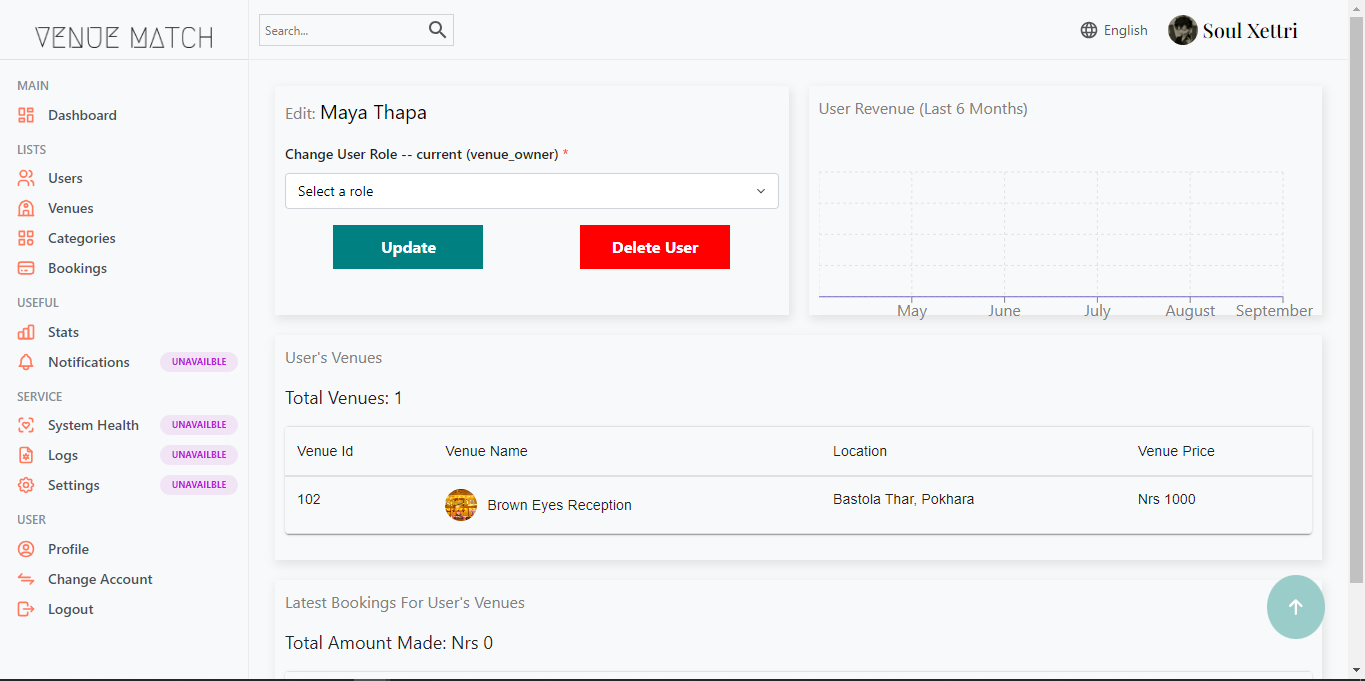 VENUE MATCH
Search...
English
Soul Xettri
MAIN
Dashboard
LISTS
Users
Venues
Categories
Bookings
USEFUL
Stats
Notifications UNAVAILBLE
SERVICE
System Health UNAVAILBLE
Logs UNAVAILBLE
Settings UNAVAILBLE
USER
Profile
Change Account
Logout
Edit: Maya Thapa
Change User Role -- current (venue_owner) *
Select a role
Update Delete User
User Revenue (Last 6 Months)
May June July August September
User's Venues
Total Venues: 1
Venue Id Venue Name Location Venue Price
102 Brown Eyes Reception Bastola Thar, Pokhara Nrs 1000
Latest Bookings For User's Venues
Total Amount Made: Nrs 0